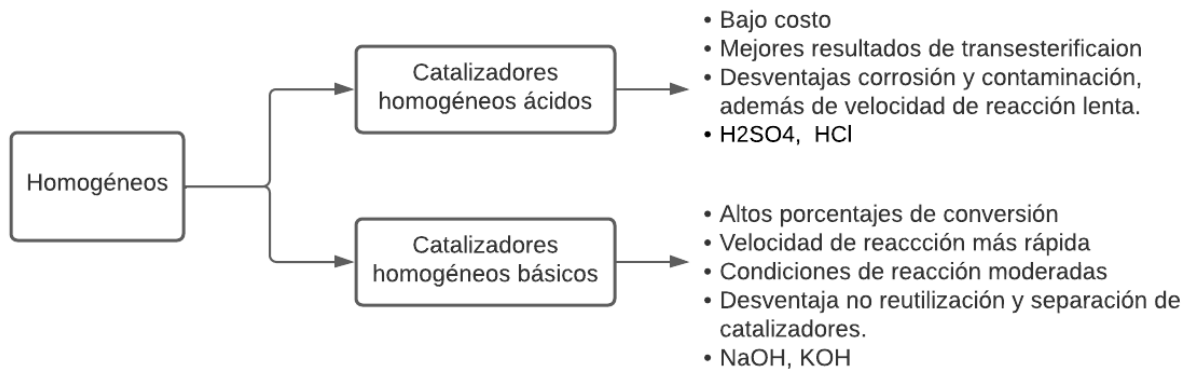 Homogéneos
Catalizadores
homogéneos ácidos
• Bajo costo
• Mejores resultados de transesterificaion
• Desventajas corrosión y contaminación,
además de velocidad de reacción lenta.
• H2SO4, HCl
Catalizadores
homogéneos básicos
• Altos porcentajes de conversión
• Velocidad de reaccción más rápida
• Condiciones de reacción moderadas
• Desventaja no reutilización y separación de
catalizadores.
• NaOH, KOH